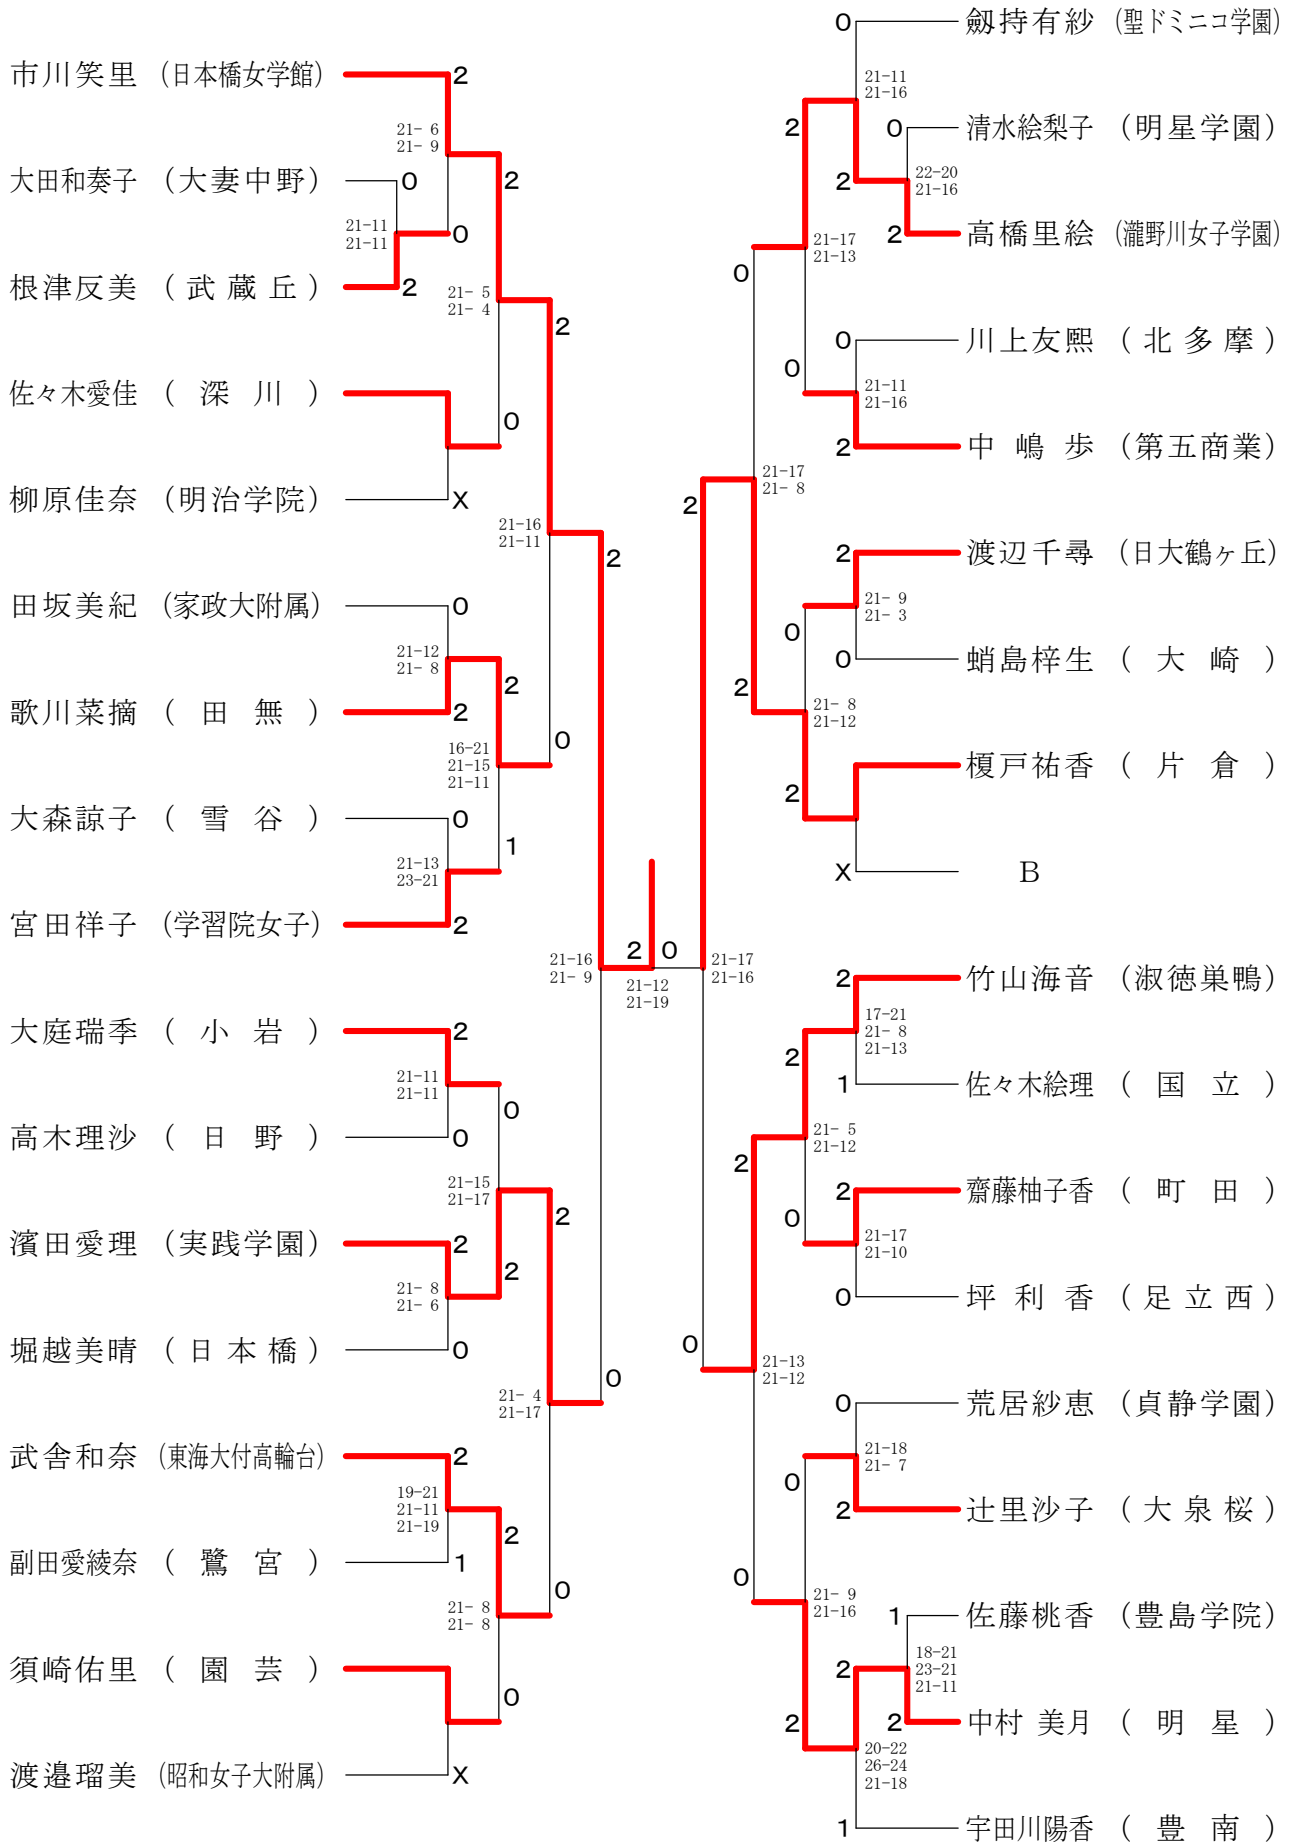 市川笑里 (日本橋女学館) 2
21- 6
21- 9
大田和奏子 (大妻中野) 0 2
21-11
21-11
0
根津反美 (武蔵丘) 2
21- 5
21- 4
2
佐々木愛佳 (深川)
0
柳原佳奈 (明治学院) X
21-16
21-11
2
田坂美紀 (家政大附属) 0
21-12
21- 8
2
歌川菜摘 (田無) 2
16-21
21-15
21-11
0
大森諒子 (雪谷) 0
1
21-13
23-21
宮田祥子 (学習院女子) 2
21-16
21- 9
2 0
21-12
21-19
大庭瑞季 (小岩) 2
21-11
21-11
0
高木理沙 (日野) 0
21-15
21-17
2
濱田愛理 (実践学園) 2
2
21- 8
21- 6
堀越美晴 (日本橋) 0
21- 4
21-17
0
武舎和奈 (東海大付高輪台) 2
19-21
21-11
21-19
2
副田愛綾奈 (鷺宮) 1
0
21- 8
21- 8
須崎佑里 (園芸)
0
渡邉瑠美 (昭和女子大附属) X
0 劔持有紗 (聖ドミニコ学園)
21-11
21-16
2
0 清水絵梨子 (明星学園)
2
22-20
21-16
2 高橋里絵 (瀧野川女子学園)
21-17
21-13
0
0 川上友熙 (北多摩)
0
21-11
21-16
2 中嶋歩 (第五商業)
21-17
21- 8
2
2 渡辺千尋 (日大鶴ヶ丘)
21- 9
21- 3
0
0 蛸島梓生 (大崎)
2
21- 8
21-12
榎戸祐香 (片倉)
2
X B
21-17
21-16
2 竹山海音 (淑徳巣鴨)
17-21
21- 8
21-13
2
1 佐々木絵理 (国立)
21- 5
21-12
2
2 齋藤柚子香 (町田)
0
21-17
21-10
0 坪利香 (足立西)
0
21-13
21-12
0 荒居紗恵 (貞静学園)
21-18
21- 7
0
2 辻里沙子 (大泉桜)
0
21- 9
21-16
1 佐藤桃香 (豊島学院)
2
18-21
23-21
21-11
2
2 中村 美月 (明星)
20-22
26-24
21-18
1 宇田川陽香 (豊南)